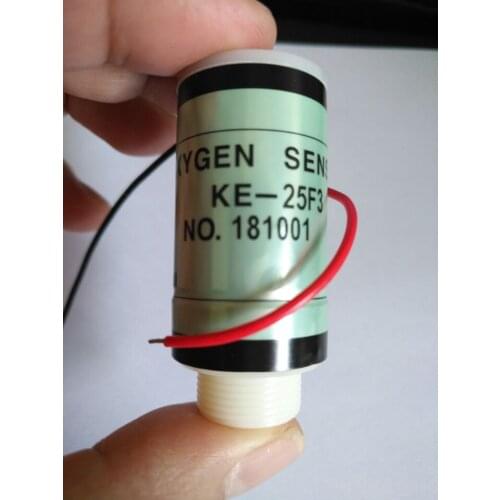 XYGEN SENS
KE-25F3
NO. 181001